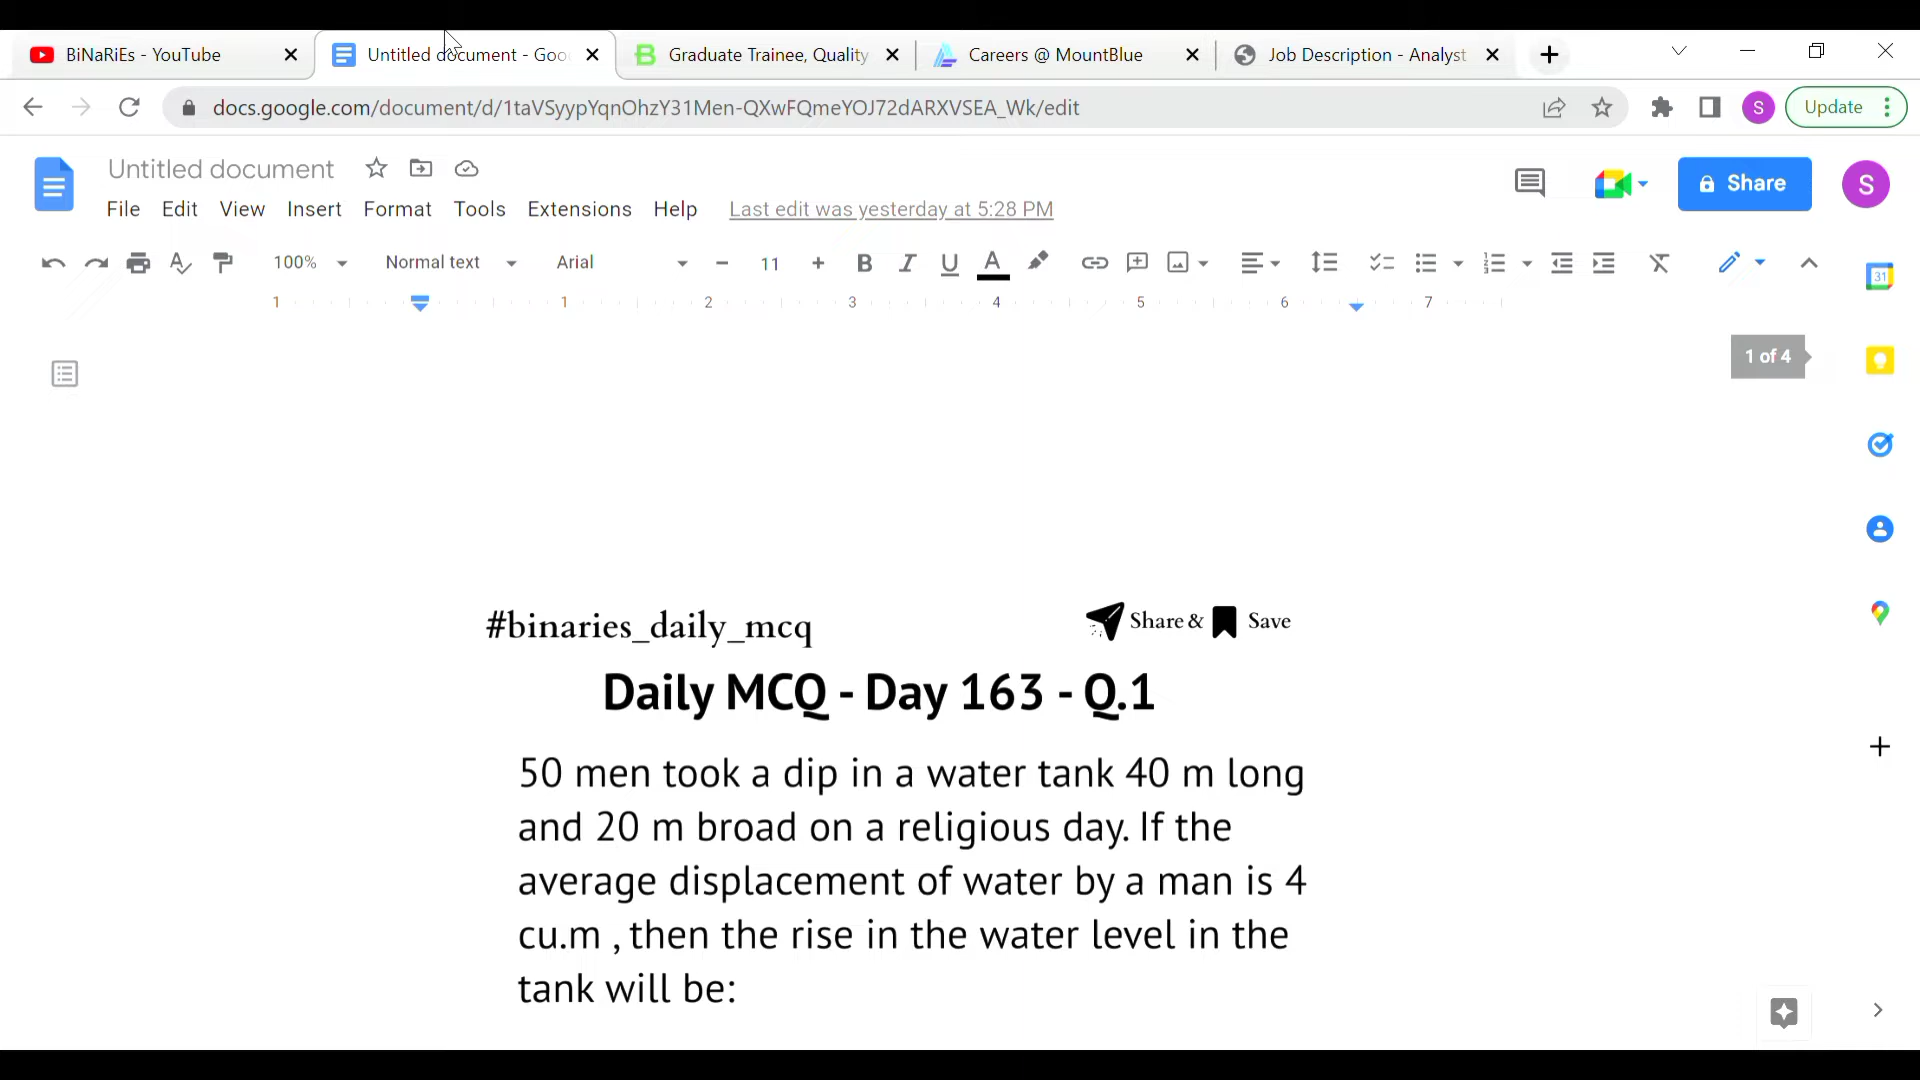 BiNaRiEs - YouTube
Untitled document - Goo
Graduate Trainee, Quality
Careers @ MountBlue
Job Description - Analyst
docs.google.com/document/d/1taVSyypYqnOhzY31Men-QXwFQmeYOJ72dARXVSEA_Wk/edit
S
Update
Untitled document
Share
S
File Edit View Insert Format Tools Extensions Help Last edit was yesterday at 5:28 PM
100% Normal text Arial 11 B I U A
31
1 1 2 3 4 5 6 7
1 of 4
#binaries_daily_mcq
Share & Save
Daily MCQ - Day 163 - Q.1
50 men took a dip in a water tank 40 m long
and 20 m broad on a religious day. If the
average displacement of water by a man is 4
cu.m , then the rise in the water level in the
tank will be: